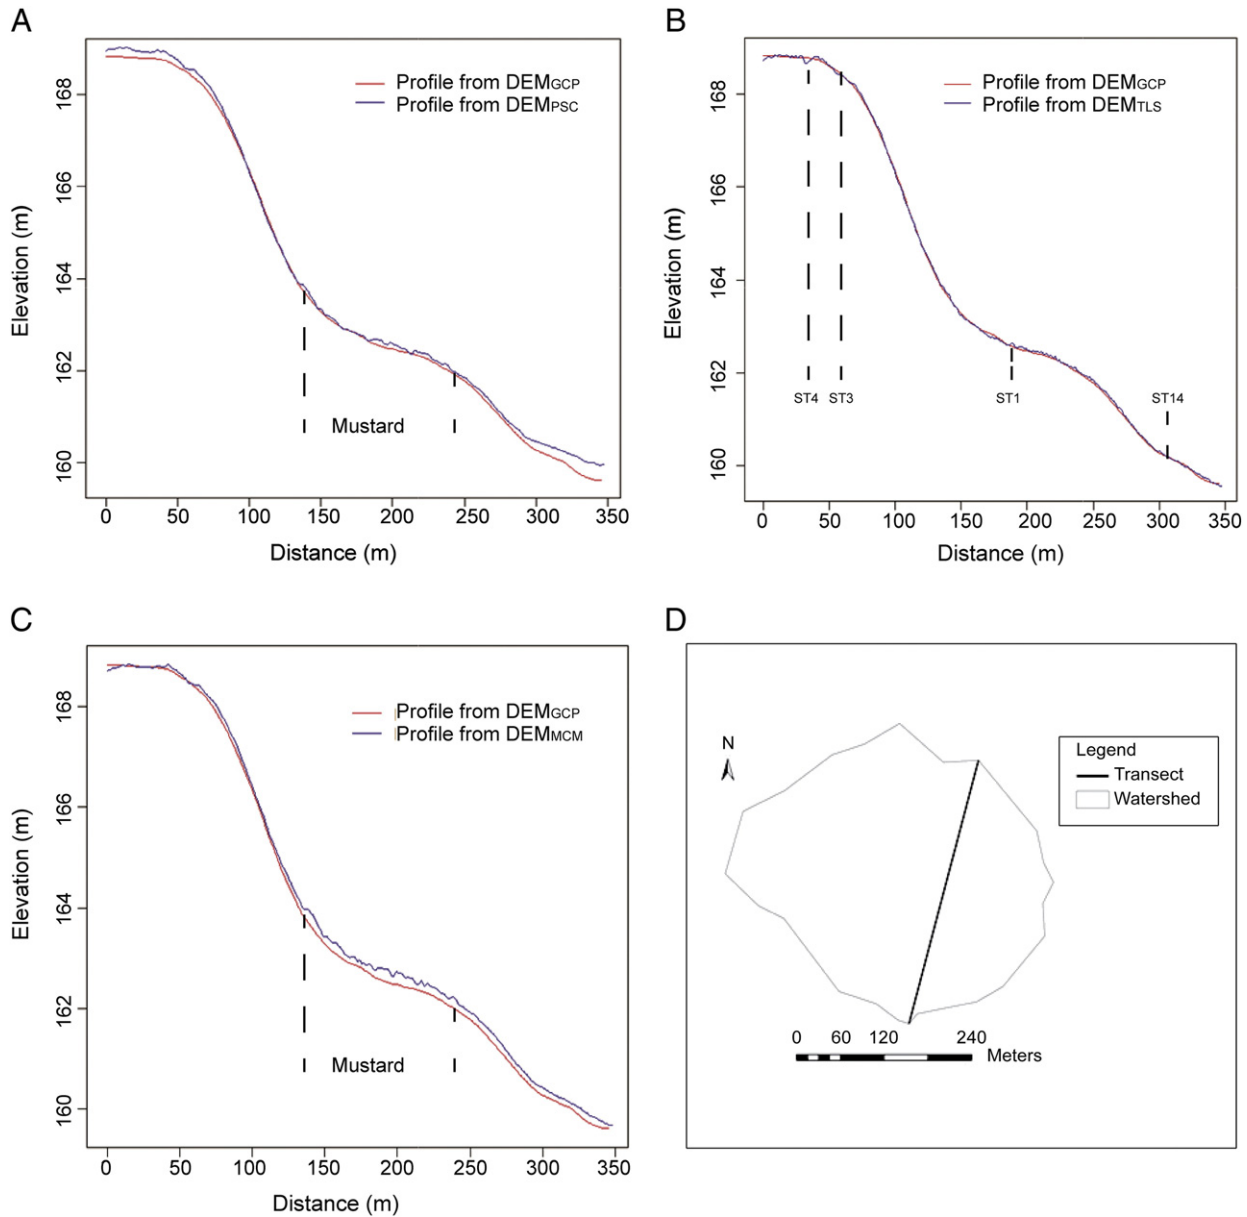 A
Profile from DEMGCP
Profile from DEMPSC
168
166
164
162
160
Elevation (m)
Mustard
0 50 100 150 200 250 300 350
Distance (m)
B
Profile from DEMGCP
Profile from DEMTLS
168
166
164
162
160
Elevation (m)
ST4 ST3 ST1 ST14
0 50 100 150 200 250 300 350
Distance (m)
C
Profile from DEMGCP
Profile from DEMMCM
168
166
164
162
160
Elevation (m)
Mustard
0 50 100 150 200 250 300 350
Distance (m)
D
N
Legend
Transect
Watershed
0 60 120 240
Meters